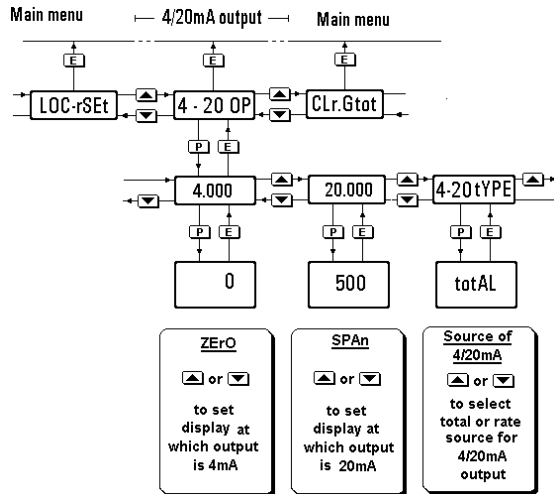 Main menu
4/20mA output
Main menu
E
E
E
LOC-rSEt
4 - 20 OP
CLr.Gtot
P
E
4.000
20.000
4-20 tYPE
P
E
P
E
P
E
0
500
totAL
ZErO
or
to set
display at
which output
is 4mA
SPAn
or
to set
display at
which output
is 20mA
Source of
4/20mA
or
to select
total or rate
source for
4/20mA
output